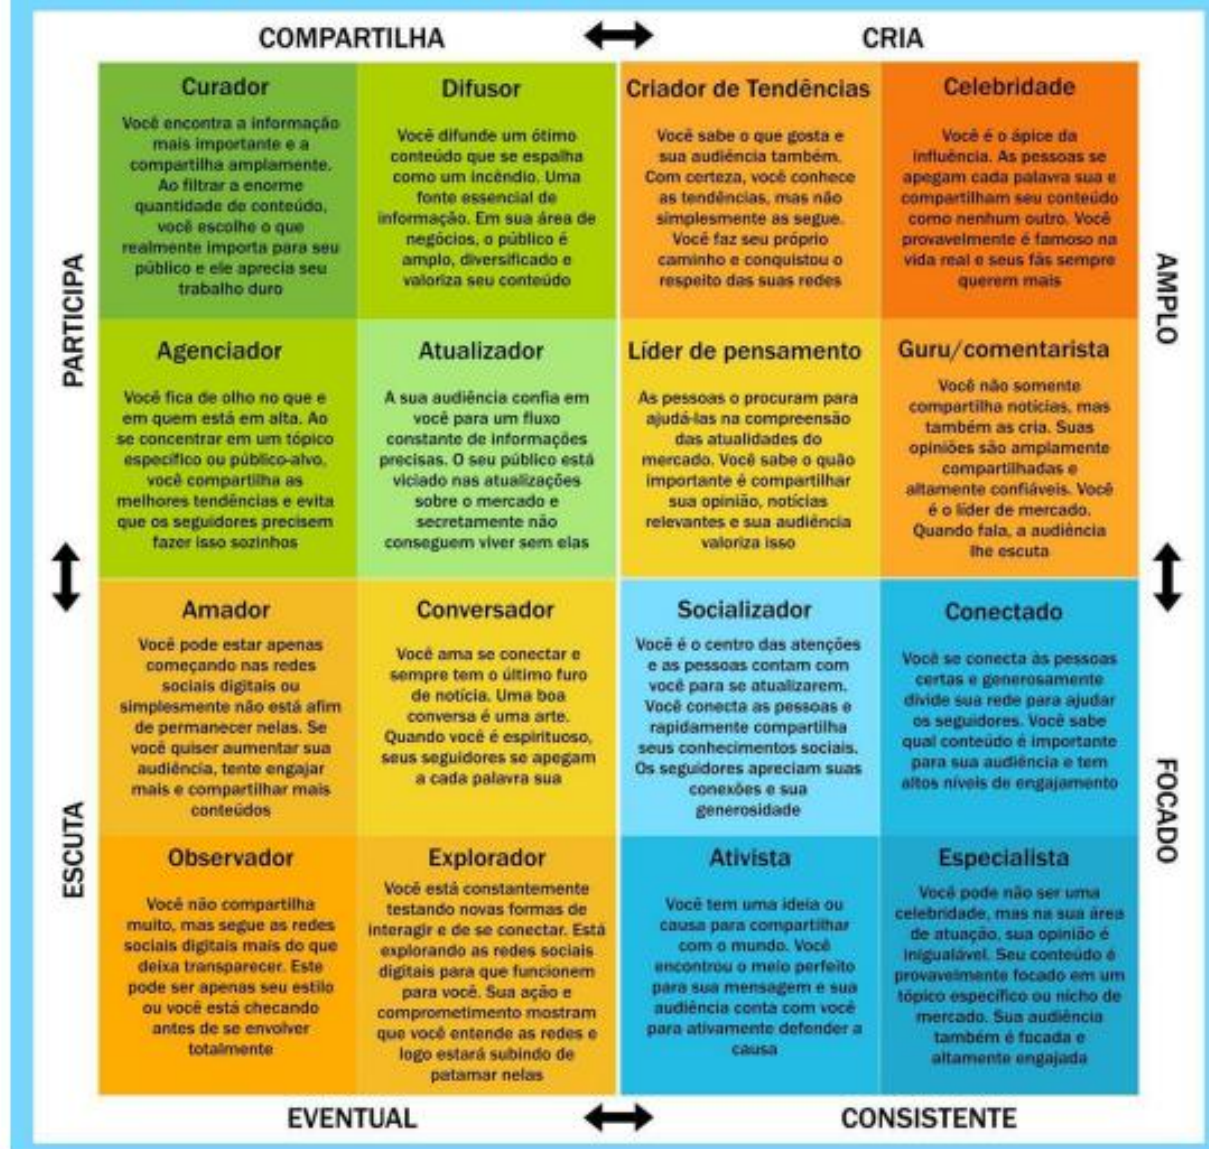 COMPARTILHA
CRIA
PARTICIPA
ESCUTA
AMPLO
FOCADO
Curador
Você encontra a informação
mais importante e a
compartilha amplamente.
Ao filtrar a enorme
quantidade de conteúdo,
você escolhe o que
realmente importa para seu
público e ele aprecia seu
trabalho duro
Difusor
Você difunde um ótimo
conteúdo que se espalha
como um incêndio. Uma
fonte essencial de
informação. Em sua área de
negócios, o público é
amplo, diversificado e
valoriza seu conteúdo
Criador de Tendências
Você sabe o que gosta e
sua audiência também.
Com certeza, você conhece
as tendências, mas não
simplesmente as segue.
Você faz seu próprio
caminho e conquistou o
respeito das suas redes
Celebridade
Você é o ápice da
influência. As pessoas se
apegam cada palavra sua e
compartilham seu conteúdo
como nenhum outro. Você
provavelmente é famoso na
vida real e seus fãs sempre
querem mais
Agenciador
Você fica de olho no que e
em quem está em alta. Ao
se concentrar em um tópico
específico ou público-alvo,
você compartilha as
melhores tendências e evita
que os seguidores precisem
fazer isso sozinhos
Atualizador
A sua audiência confia em
você para um fluxo
constante de informações
precisas. O seu público está
viciado nas atualizações
sobre o mercado e
secretamente não
conseguem viver sem elas
Líder de pensamento
As pessoas o procuram para
ajudá-las na compreensão
das atualidades do
mercado. Você sabe o quão
importante é compartilhar
sua opinião, notícias
relevantes e sua audiência
valoriza isso
Guru/comentarista
Você não somente
compartilha notícias, mas
também as cria. Suas
opiniões são amplamente
compartilhadas e
altamente confiáveis. Você
é o líder de mercado.
Quando fala, a audiência
lhe escuta
Amador
Você pode estar apenas
começando nas redes
sociais digitais ou
simplesmente não está afim
de permanecer nelas. Se
você quiser aumentar sua
audiência, tente engajar
mais e compartilhar mais
conteúdos
Conversador
Você ama se conectar e
sempre tem o último furo
de notícia. Uma boa
conversa é uma arte.
Quando você é espirituoso,
seus seguidores se apegam
a cada palavra sua
Socializador
Você é o centro das atenções
e as pessoas contam com
você para se atualizarem.
Você conecta as pessoas e
rapidamente compartilha
seus conhecimentos sociais.
Os seguidores apreciam suas
conexões e sua
generosidade
Conectado
Você se conecta às pessoas
certas e generosamente
divide sua rede para ajudar
os seguidores. Você sabe
qual conteúdo é importante
para sua audiência e tem
altos níveis de engajamento
Observador
Você não compartilha
muito, mas segue as redes
sociais digitais mais do que
deixa transparecer. Este
pode ser apenas seu estilo
ou você está checando
antes de se envolver
totalmente
Explorador
Você está constantemente
testando novas formas de
interagir e de se conectar. Está
explorando as redes sociais
digitais para que funcionem
para você. Sua ação e
comprometimento mostram
que você entende as redes e
logo estará subindo de
patamar nelas
Ativista
Você tem uma ideia ou
causa para compartilhar
com o mundo. Você
encontrou o meio perfeito
para sua mensagem e sua
audiência conta com você
para ativamente defender a
causa
Especialista
Você pode não ser uma
celebridade, mas na sua área
de atuação, sua opinião é
inigualável. Seu conteúdo é
provavelmente focado em um
tópico específico ou nicho de
mercado. Sua audiência
também é focada e
altamente engajada
EVENTUAL
CONSISTENTE